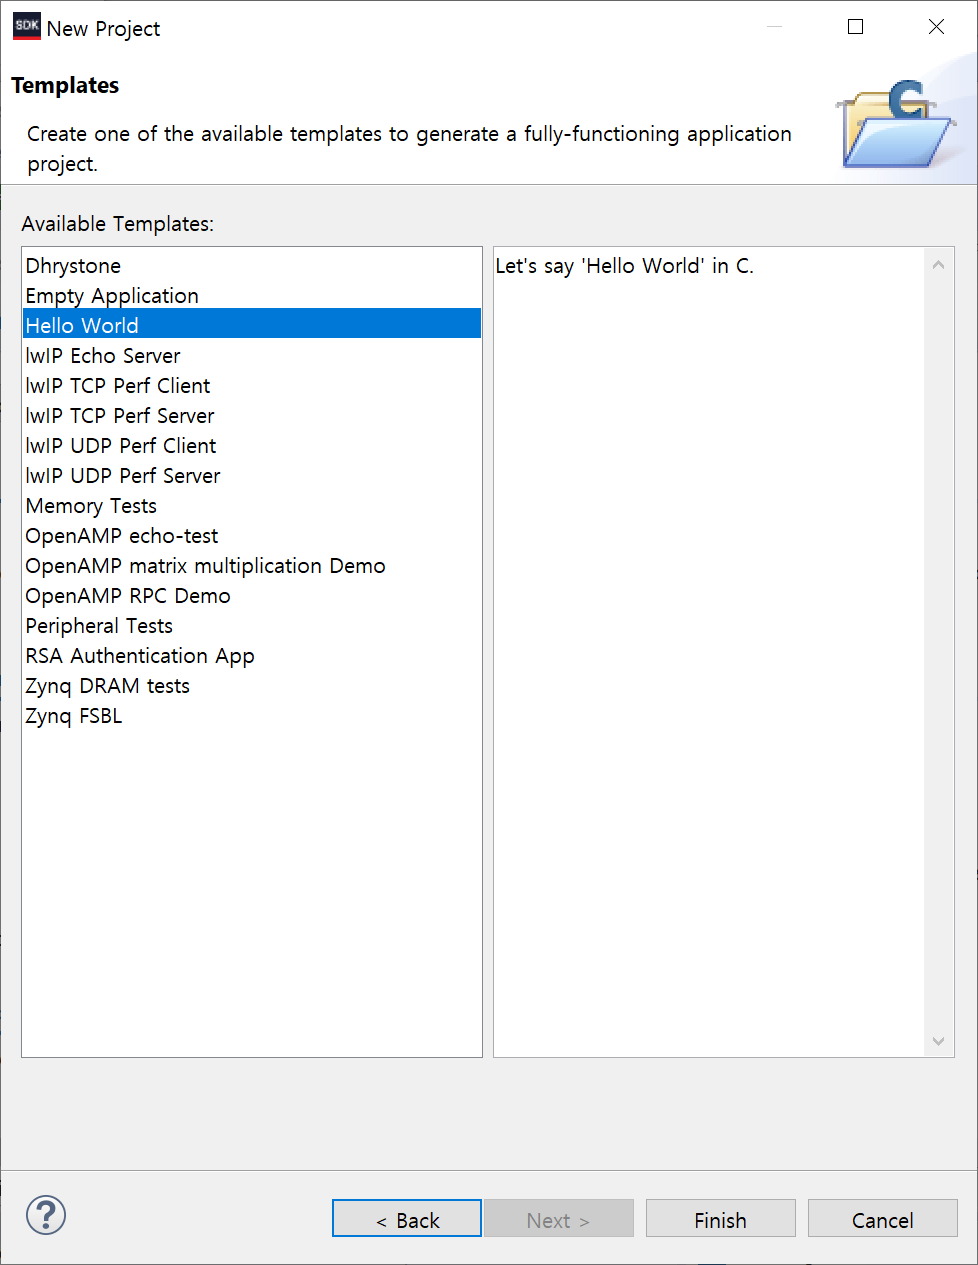 SDK New Project
Templates
Create one of the available templates to generate a fully-functioning application
project.
C
Available Templates:
Dhrystone
Empty Application
Hello World
lwIP Echo Server
lwIP TCP Perf Client
lwIP TCP Perf Server
lwIP UDP Perf Client
lwIP UDP Perf Server
Memory Tests
OpenAMP echo-test
OpenAMP matrix multiplication Demo
OpenAMP RPC Demo
Peripheral Tests
RSA Authentication App
Zynq DRAM tests
Zynq FSBL
Let's say 'Hello World' in C.
? < Back Next > Finish Cancel